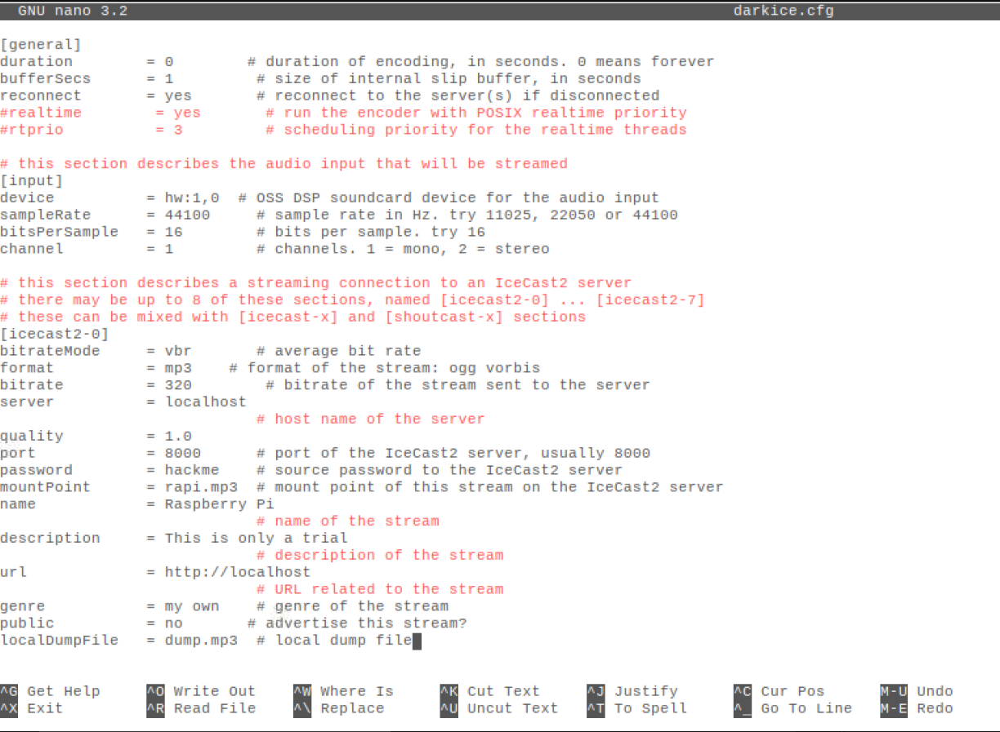 GNU nano 3.2 darkice.cfg
[general]
duration = 0 # duration of encoding, in seconds. 0 means forever
bufferSecs = 1 # size of internal slip buffer, in seconds
reconnect = yes # reconnect to the server(s) if disconnected
#realtime = yes # run the encoder with POSIX realtime priority
#rtprio = 3 # scheduling priority for the realtime threads
# this section describes the audio input that will be streamed
[input]
device = hw:1,0 # OSS DSP soundcard device for the audio input
sampleRate = 44100 # sample rate in Hz. try 11025, 22050 or 44100
bitsPerSample = 16 # bits per sample. try 16
channel = 1 # channels. 1 = mono, 2 = stereo
# this section describes a streaming connection to an IceCast2 server
# there may be up to 8 of these sections, named [icecast2-0] ... [icecast2-7]
# these can be mixed with [icecast-x] and [shoutcast-x] sections
[icecast2-0]
bitrateMode = vbr # average bit rate
format = mp3 # format of the stream: ogg vorbis
bitrate = 320 # bitrate of the stream sent to the server
server = localhost
# host name of the server
quality = 1.0
port = 8000 # port of the IceCast2 server, usually 8000
password = hackme # source password to the IceCast2 server
mountPoint = rapi.mp3 # mount point of this stream on the IceCast2 server
name = Raspberry Pi
# name of the stream
description = This is only a trial
# description of the stream
url = http://localhost
# URL related to the stream
genre = my own # genre of the stream
public = no # advertise this stream?
localDumpFile = dump.mp3 # local dump file
^G Get Help ^O Write Out ^W Where Is ^K Cut Text ^J Justify ^C Cur Pos M-U Undo
^X Exit ^R Read File ^\ Replace ^U Uncut Text ^T To Spell ^_ Go To Line M-E Redo